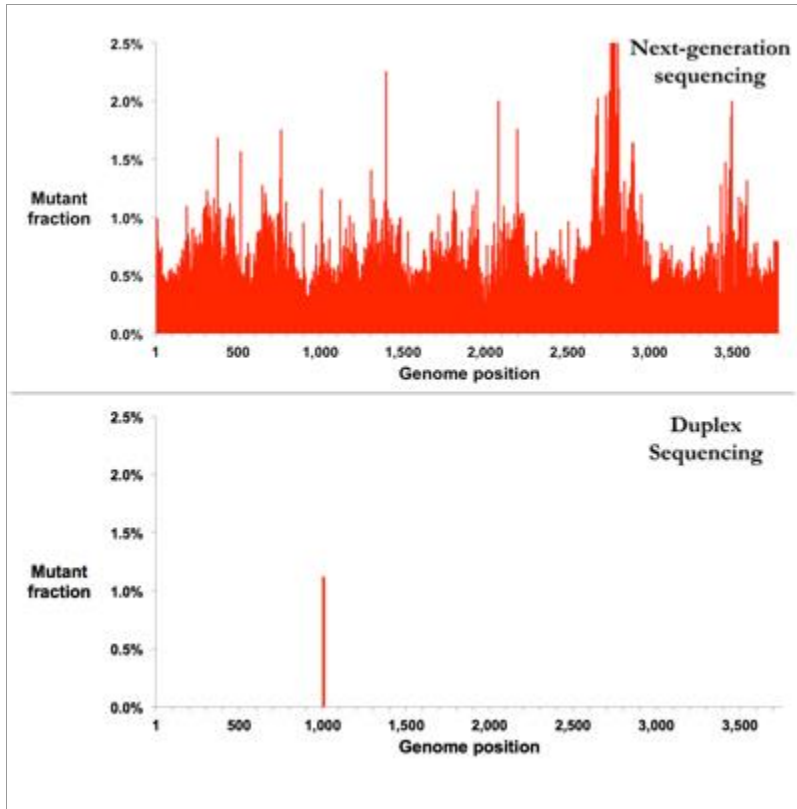 2.5%
Next-generation
sequencing
2.0%
1.5%
Mutant
fraction
1.0%
0.5%
0.0%
1 500 1,000 1,500 2,000 2,500 3,000 3,500
Genome position
2.5%
Duplex
Sequencing
2.0%
1.5%
Mutant
fraction
1.0%
0.5%
0.0%
1 500 1,000 1,500 2,000 2,500 3,000 3,500
Genome position